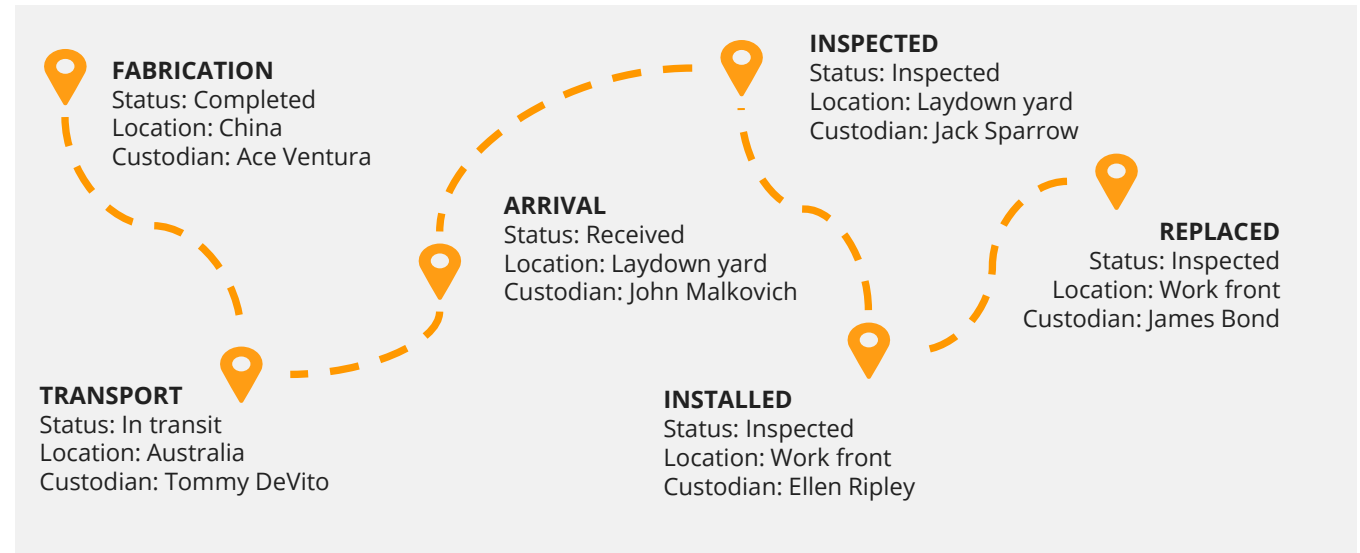 FABRICATION
Status: Completed
Location: China
Custodian: Ace Ventura
TRANSPORT
Status: In transit
Location: Australia
Custodian: Tommy DeVito
ARRIVAL
Status: Received
Location: Laydown yard
Custodian: John Malkovich
INSPECTED
Status: Inspected
Location: Laydown yard
Custodian: Jack Sparrow
INSTALLED
Status: Inspected
Location: Work front
Custodian: Ellen Ripley
REPLACED
Status: Inspected
Location: Work front
Custodian: James Bond